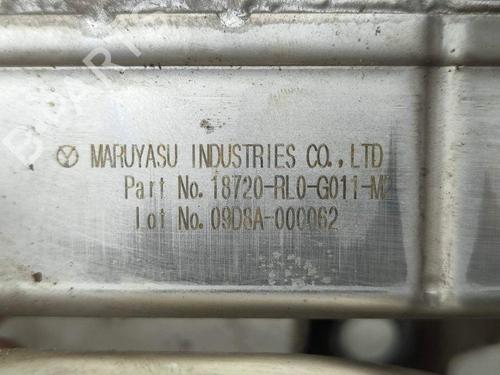 MARUYASU INDUSTRIES CO.,LTD
Part No.18720-RL0-G011-M2
Lot No.09D8A-000062